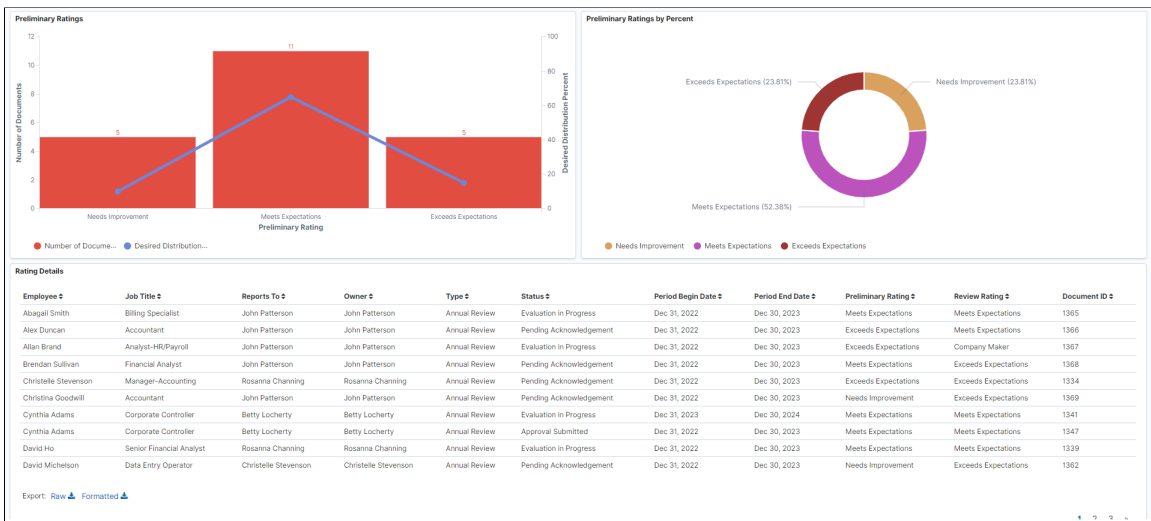 Preliminary Ratings
12
10
8
6
4
2
0
Number of Documents
5
11
5
100
80
60
40
20
0
Desired Distribution Percent
Needs Improvement
Meets Expectations
Exceeds Expectations
Preliminary Rating
Number of Docume...
Desired Distribution...
Preliminary Ratings by Percent
Exceeds Expectations (23.81%)
Needs Improvement (23.81%)
Meets Expectations (52.38%)
Needs Improvement Meets Expectations Exceeds Expectations
Rating Details
Employee Job Title Reports To Owner Type Status Period Begin Date Period End Date Preliminary Rating Review Rating Document ID
Abagail Smith Billing Specialist John Patterson John Patterson Annual Review Evaluation in Progress Dec 31, 2022 Dec 30, 2023 Meets Expectations Meets Expectations 1365
Alex Duncan Accountant John Patterson John Patterson Annual Review Pending Acknowledgement Dec 31, 2022 Dec 30, 2023 Exceeds Expectations Meets Expectations 1366
Allan Brand Analyst-HR/Payroll John Patterson John Patterson Annual Review Evaluation in Progress Dec 31, 2022 Dec 30, 2023 Exceeds Expectations Company Maker 1367
Brendan Sullivan Financial Analyst John Patterson John Patterson Annual Review Pending Acknowledgement Dec 31, 2022 Dec 30, 2023 Meets Expectations Exceeds Expectations 1368
Christelle Stevenson Manager-Accounting Rosanna Channing Rosanna Channing Annual Review Pending Acknowledgement Dec 31, 2022 Dec 30, 2023 Exceeds Expectations Meets Expectations 1334
Christina Goodwill Accountant John Patterson John Patterson Annual Review Pending Acknowledgement Dec 31, 2022 Dec 30, 2023 Needs Improvement Exceeds Expectations 1369
Cynthia Adams Corporate Controller Betty Locherty Betty Locherty Annual Review Evaluation in Progress Dec 31, 2023 Dec 30, 2024 Meets Expectations Meets Expectations 1341
Cynthia Adams Corporate Controller Betty Locherty Betty Locherty Annual Review Approval Submitted Dec 31, 2022 Dec 30, 2023 Meets Expectations Meets Expectations 1347
David Ho Senior Financial Analyst Rosanna Channing Rosanna Channing Annual Review Evaluation in Progress Dec 31, 2022 Dec 30, 2023 Meets Expectations Meets Expectations 1339
David Michelson Data Entry Operator Christelle Stevenson Christelle Stevenson Annual Review Pending Acknowledgement Dec 31, 2022 Dec 30, 2023 Needs Improvement Exceeds Expectations 1362
Export: Raw Formatted
1 2 3